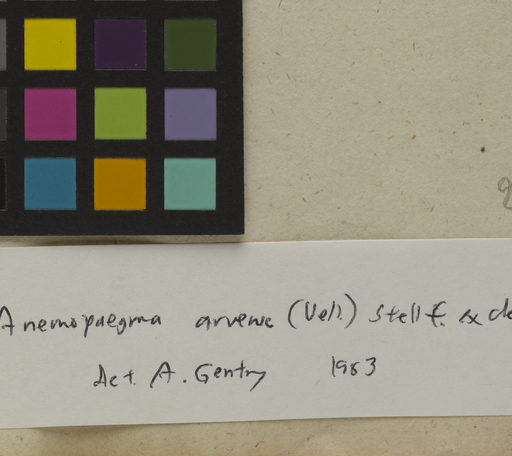 Anemopaegma arvense (Vell.) Stellf. ex de
Det. A. Gentry 1983